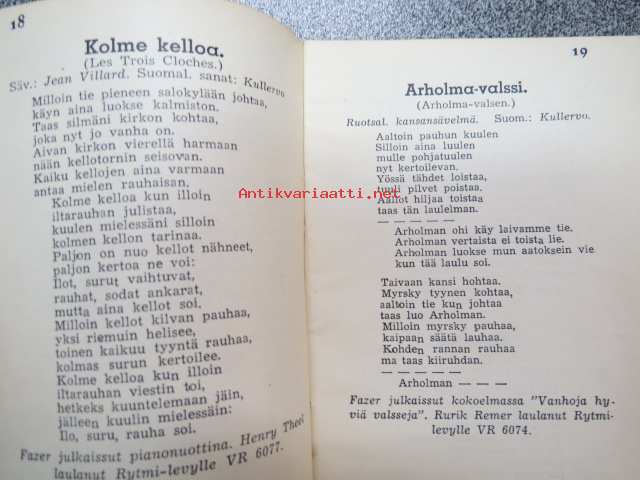 18
Kolme kelloa.
(Les Trois Cloches.)
Säv.: Jean Villard. Suomal. sanat: Kullervo
Milloin tie pieneen salokylään johtaa,
käyn aina luokse kalmiston.
Taas silmäni kirkon kohtaa,
joka nyt jo vanha on.
Aivan kirkon vierellä harmaan
nään kellotornin seisovan.
Kaiku kellojen aina varmaan
antaa mielen rauhaisan.
Kolme kelloa kun illoin
iltarauhan julistaa,
kuulen mielessäni silloin
kolmen kellon tarinaa.
Paljon on nuo kellot nähneet,
paljon kertoa ne voi:
Ilot, surut vaihtuvat,
rauhat, sodat ankarat,
mutta aina kellot soi.
Milloin kellot kilvan pauhaa,
yksi riemuin helisee,
toinen kaikuu tyyntä rauhaa,
kolmas surun kertoilee.
Kolme kelloa kun illoin
iltarauhan viestin toi,
hetkeks kuuntelemaan jäin,
jälleen kuulin mielessäin:
Ilo, suru, rauha soi.
Fazer julkaissut pianonuottina. Henry Theel
laulanut Rytmi-levylle VR 6077.
19
Arholma-valssi.
(Arholma-valsen.)
Ruotsal. kansansävelmä. Suom.: Kullervo.
Aaltoin pauhun kuulen
Silloin aina luulen
mulle pohjatuulen
nyt kertoilevan.
Yössä tähdet loistaa,
tuuli pilvet poistaa.
Aallot hiljaa toistaa
taas tän laulelman.
— — — — —
Arholman ohi käy laivamme tie.
Arholman vertaista ei toista lie.
Arholman luokse mun aatoksein vie
kun tää laulu soi.
Taivaan kansi hohtaa.
Myrsky tyynen kohtaa,
aaltoin tie kun johtaa
taas luo Arholman.
Milloin myrsky pauhaa,
kaipaan säätä lauhaa.
Kohden rannan rauhaa
ma taas kiiruhdan.
— — — — —
Arholman — — —
Fazer julkaissut kokoelmassa "Vanhoja hy-
viä valsseja". Rurik Remer laulanut Rytmi-
levylle VR 6074.
Antikvariaatti.net